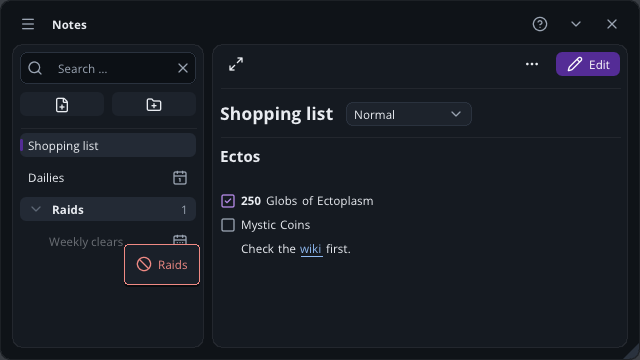 Notes
Search ...
Edit
Shopping list
Normal
Shopping list
Ectos
Dailies
250 Globs of Ectoplasm
Raids 1
Mystic Coins
Weekly clears
Check the wiki first.
Raids